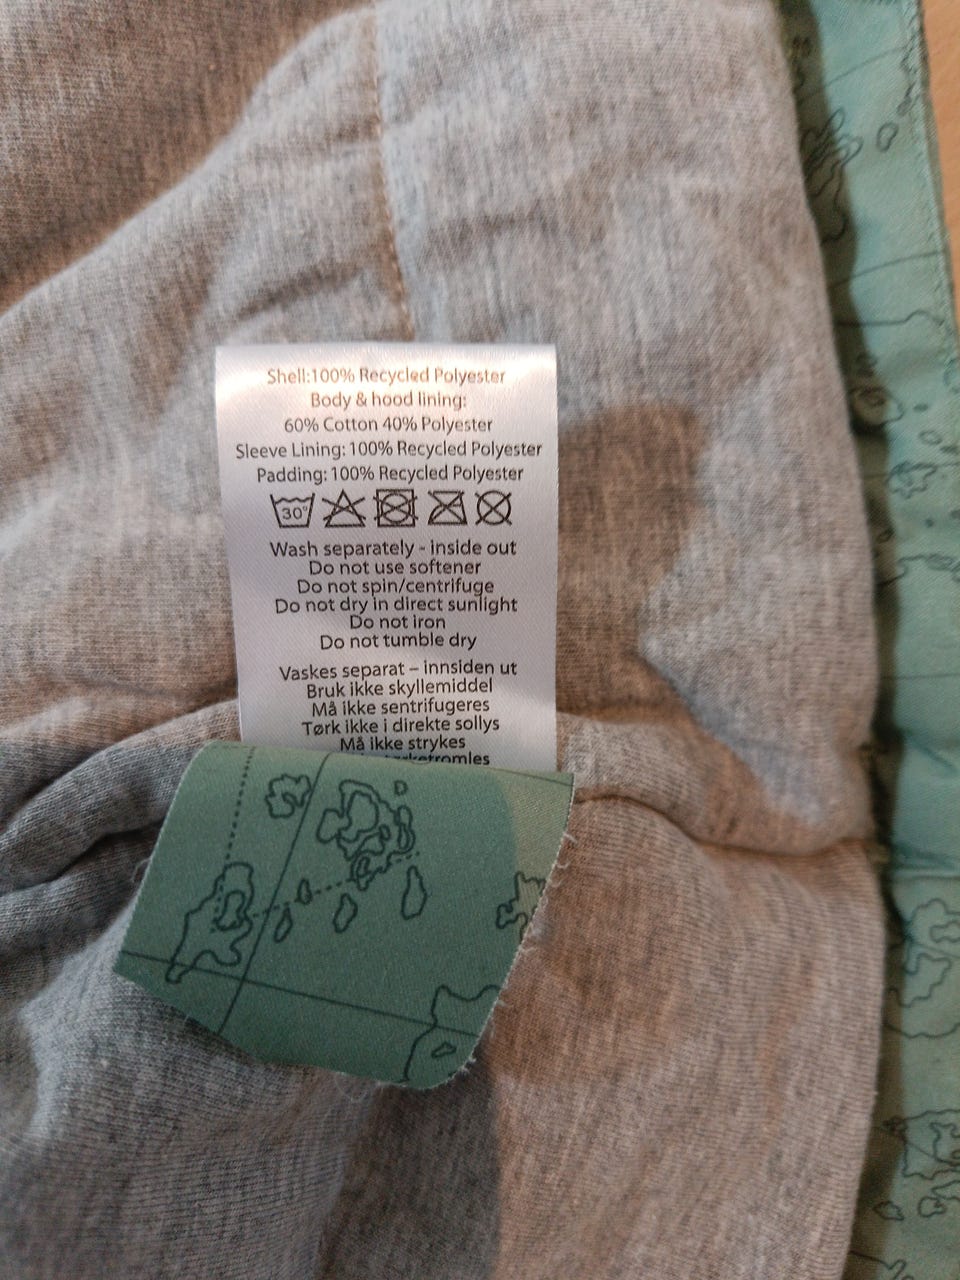 Shell:100% Recycled Polyester
Body & hood lining:
60% Cotton 40% Polyester
Sleeve Lining: 100% Recycled Polyester
Padding: 100% Recycled Polyester
30°
Wash separately - inside out
Do not use softener
Do not spin/centrifuge
Do not dry in direct sunlight
Do not iron
Do not tumble dry
Vaskes separat – innsiden ut
Bruk ikke skyllemiddel
Må ikke sentrifugeres
Tørk ikke i direkte sollys
Må ikke strykes